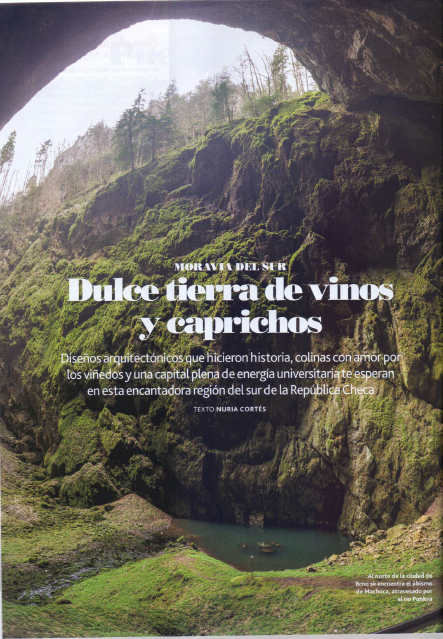 MORAVIA DEL SUR
Dulce tierra de vinos
y caprichos
Diseños arquitectónicos que hicieron historia, colinas con amor por
los viñedos y una capital plena de energía universitaria te esperan
en esta encantadora región del sur de la República Checa
TEXTO NURIA CORTÉS
Al norte de la ciudad de
Brno se encuentra el abismo
de Machoca, atravesado por
el río Punkva